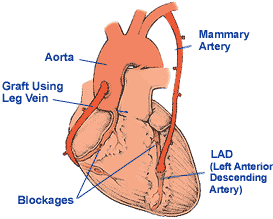 Mammary
Artery
Aorta
Graft Using
Leg Vein
LAD
(Left Anterior
Descending
Artery)
Blockages